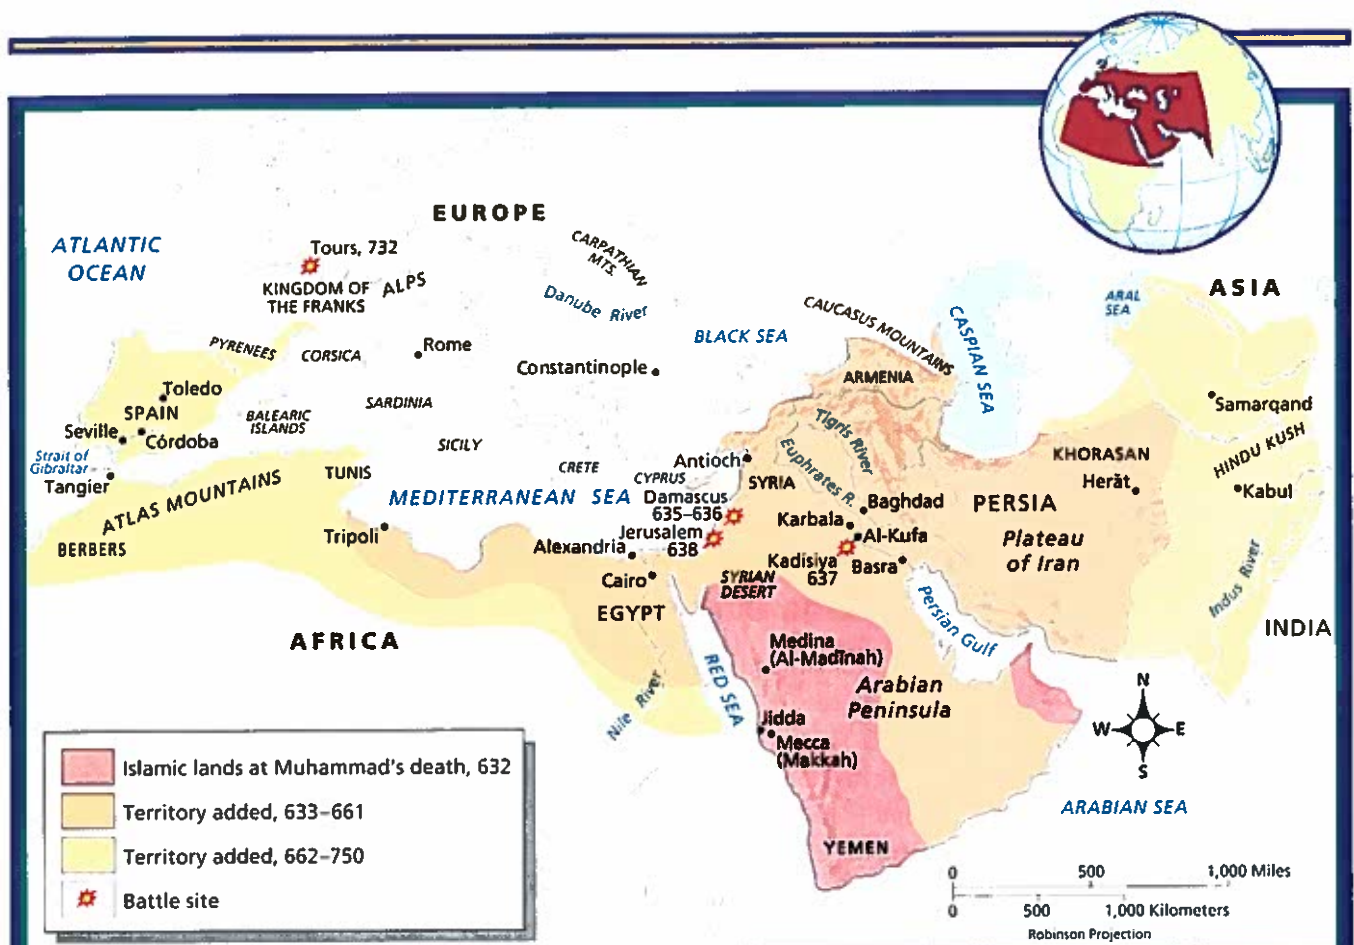 EUROPE
ATLANTIC
OCEAN
Tours, 732
KINGDOM OF
THE FRANKS
ALPS
CARPATHIAN
MTS.
Danube River
BLACK SEA
CAUCASUS MOUNTAINS
CASPIAN SEA
ARAL
SEA
ASIA
PYRENEES
CORSICA
Rome
Constantinople
ARMENIA
Toledo
SPAIN
Seville
Córdoba
BALEARIC
ISLANDS
SARDINIA
SICILY
Strait of
Gibraltar
Tangier
ATLAS MOUNTAINS
BERBERS
TUNIS
Tripoli
MEDITERRANEAN SEA
CRETE
CYPRUS
Antioch
SYRIA
Tigris River
Euphrates R.
Damascus
635–636
Jerusalem
638
Alexandria
Cairo
EGYPT
Baghdad
Karbala
Al-Kufa
Kadisiya
637
Basra
SYRIAN
DESERT
KHORASAN
Herāt
PERSIA
Plateau
of Iran
Samarqand
HINDU KUSH
Kabul
Indus River
INDIA
Persian Gulf
AFRICA
Nile River
RED SEA
Medina
(Al-Madīnah)
Arabian
Peninsula
Jidda
Mecca
(Makkah)
YEMEN
ARABIAN SEA
N
W
E
S
Islamic lands at Muhammad's death, 632
Territory added, 633–661
Territory added, 662–750
Battle site
0 500 1,000 Miles
0 500 1,000 Kilometers
Robinson Projection